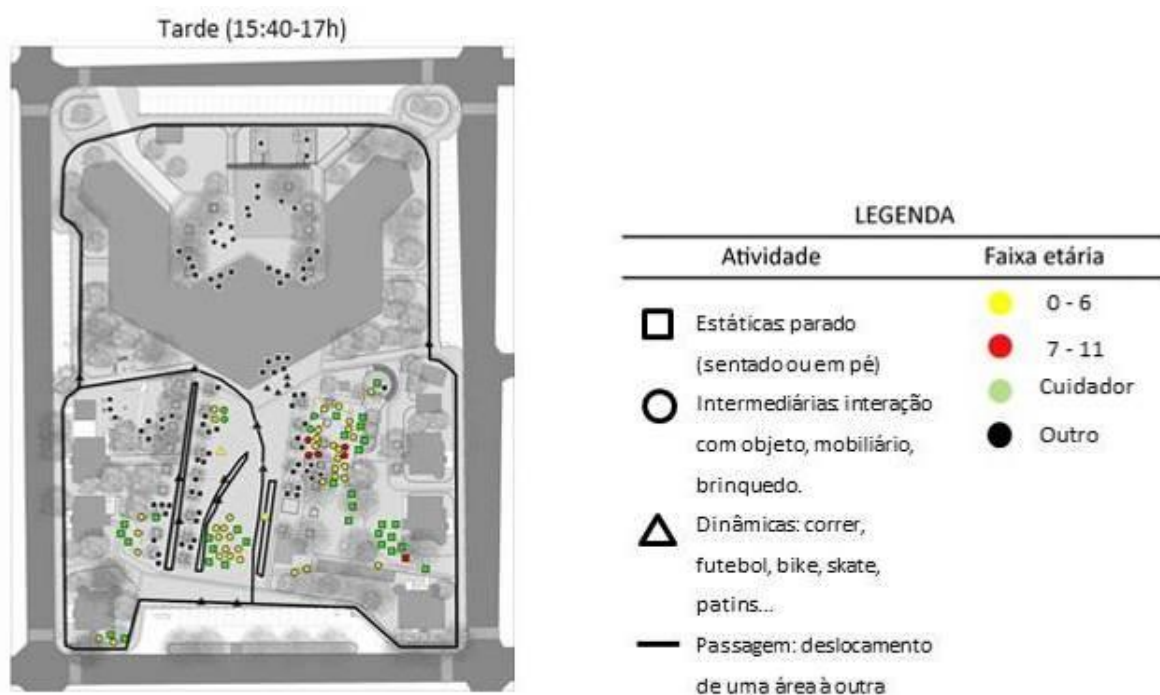 Tarde (15:40-17h)
LEGENDA
Atividade Faixa etária
Estáticas: parado
(sentado ou em pé)
Intermediárias: interação
com objeto, mobiliário,
brinquedo.
Dinâmicas: correr,
futebol, bike, skate,
patins...
Passagem: deslocamento
de uma área à outra
0 - 6
7 - 11
Cuidador
Outro